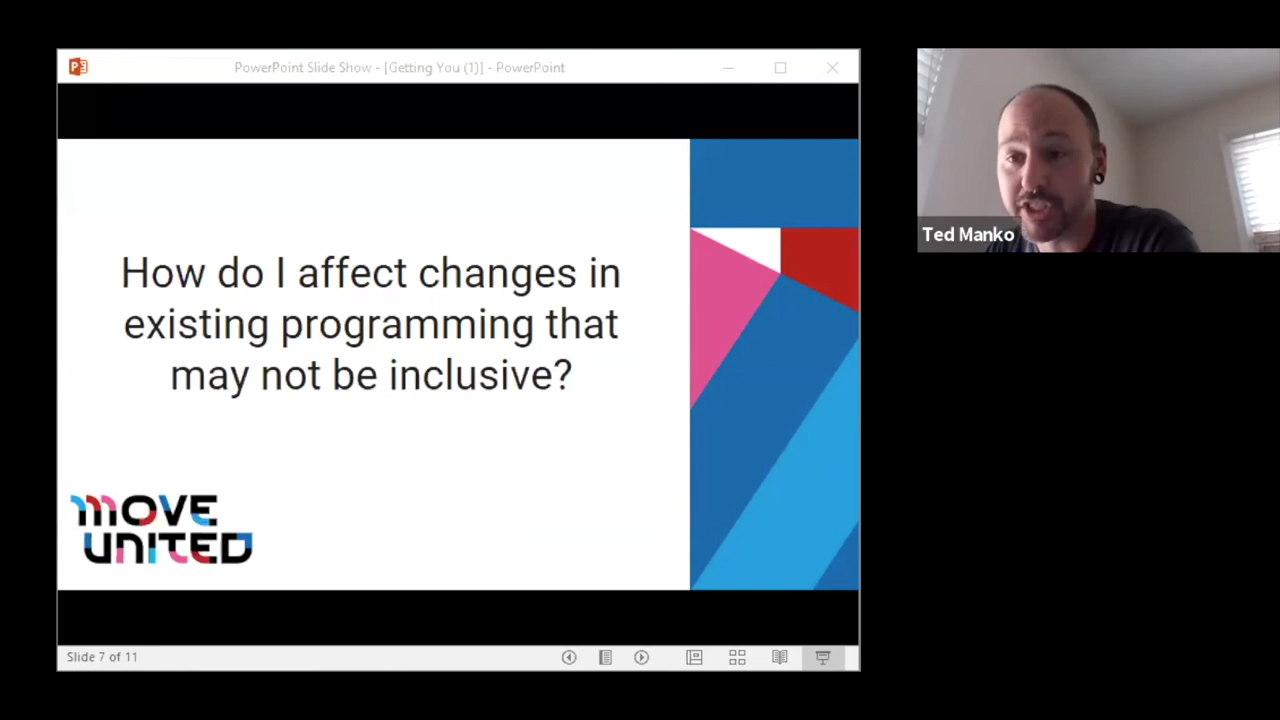 PowerPoint Slide Show - [Getting You (1)] - PowerPoint
How do I affect changes in
existing programming that
may not be inclusive?
MOVE
UNITED
Slide 7 of 11
Ted Manko